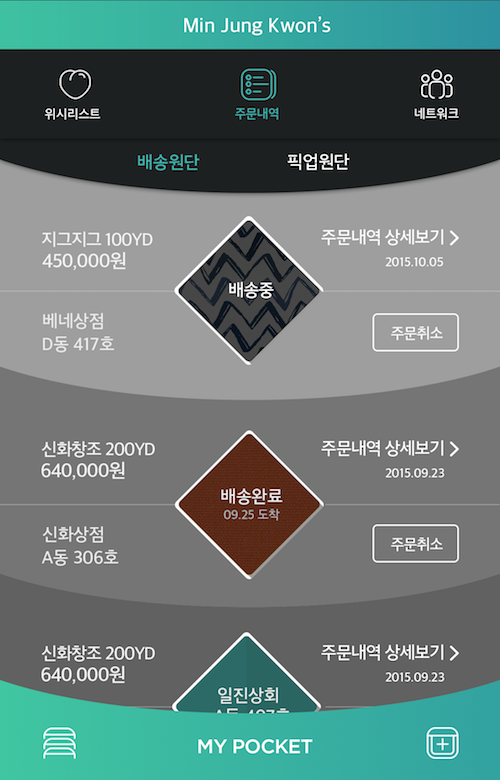 Min Jung Kwon's
위시리스트
주문내역
네트워크
배송원단
픽업원단
지그지그 100YD
450,000원
배송중
주문내역 상세보기
2015.10.05
베네상점
D동 417호
주문취소
신화창조 200YD
640,000원
배송완료
09.25 도착
주문내역 상세보기
2015.09.23
신화상점
A동 306호
주문취소
신화창조 200YD
640,000원
일진상회
주문내역 상세보기
2015.09.23
MY POCKET